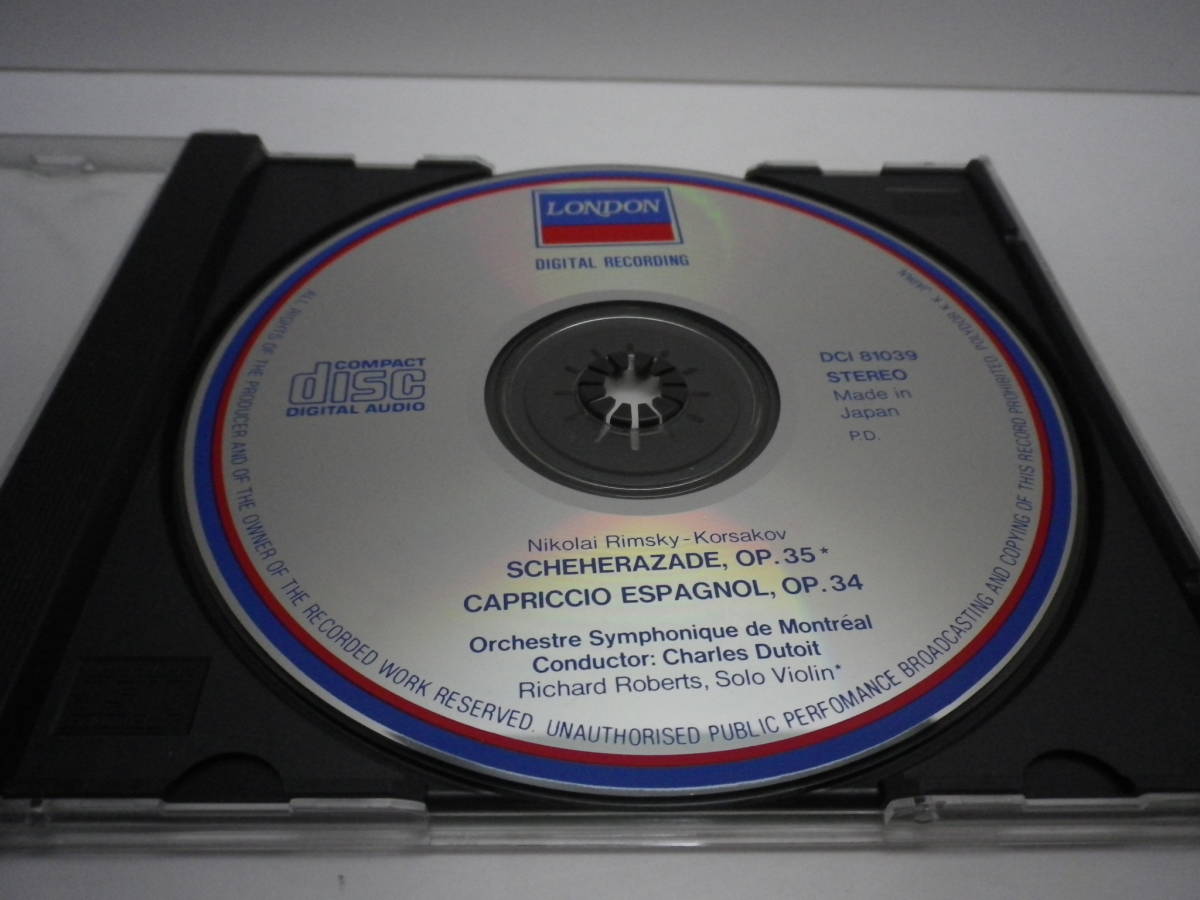 LONDON
DIGITAL RECORDING
COMPACT
disc
DIGITAL AUDIO
DCI 81039
STEREO
Made in
Japan
P.D.
Nikolai Rimsky-Korsakov
SCHEHERAZADE, OP. 35*
CAPRICCIO ESPAGNOL, OP. 34
Orchestre Symphonique de Montréal
Conductor: Charles Dutoit
Richard Roberts, Solo Violin*
ALL RIGHTS OF THE PRODUCER AND OF THE OWNER OF THE RECORDED WORK RESERVED. UNAUTHORISED PUBLIC PERFOMANCE BROADCASTING AND COPYING OF THIS RECORD PROHIBITED POLYDOR K.K. JAPAN